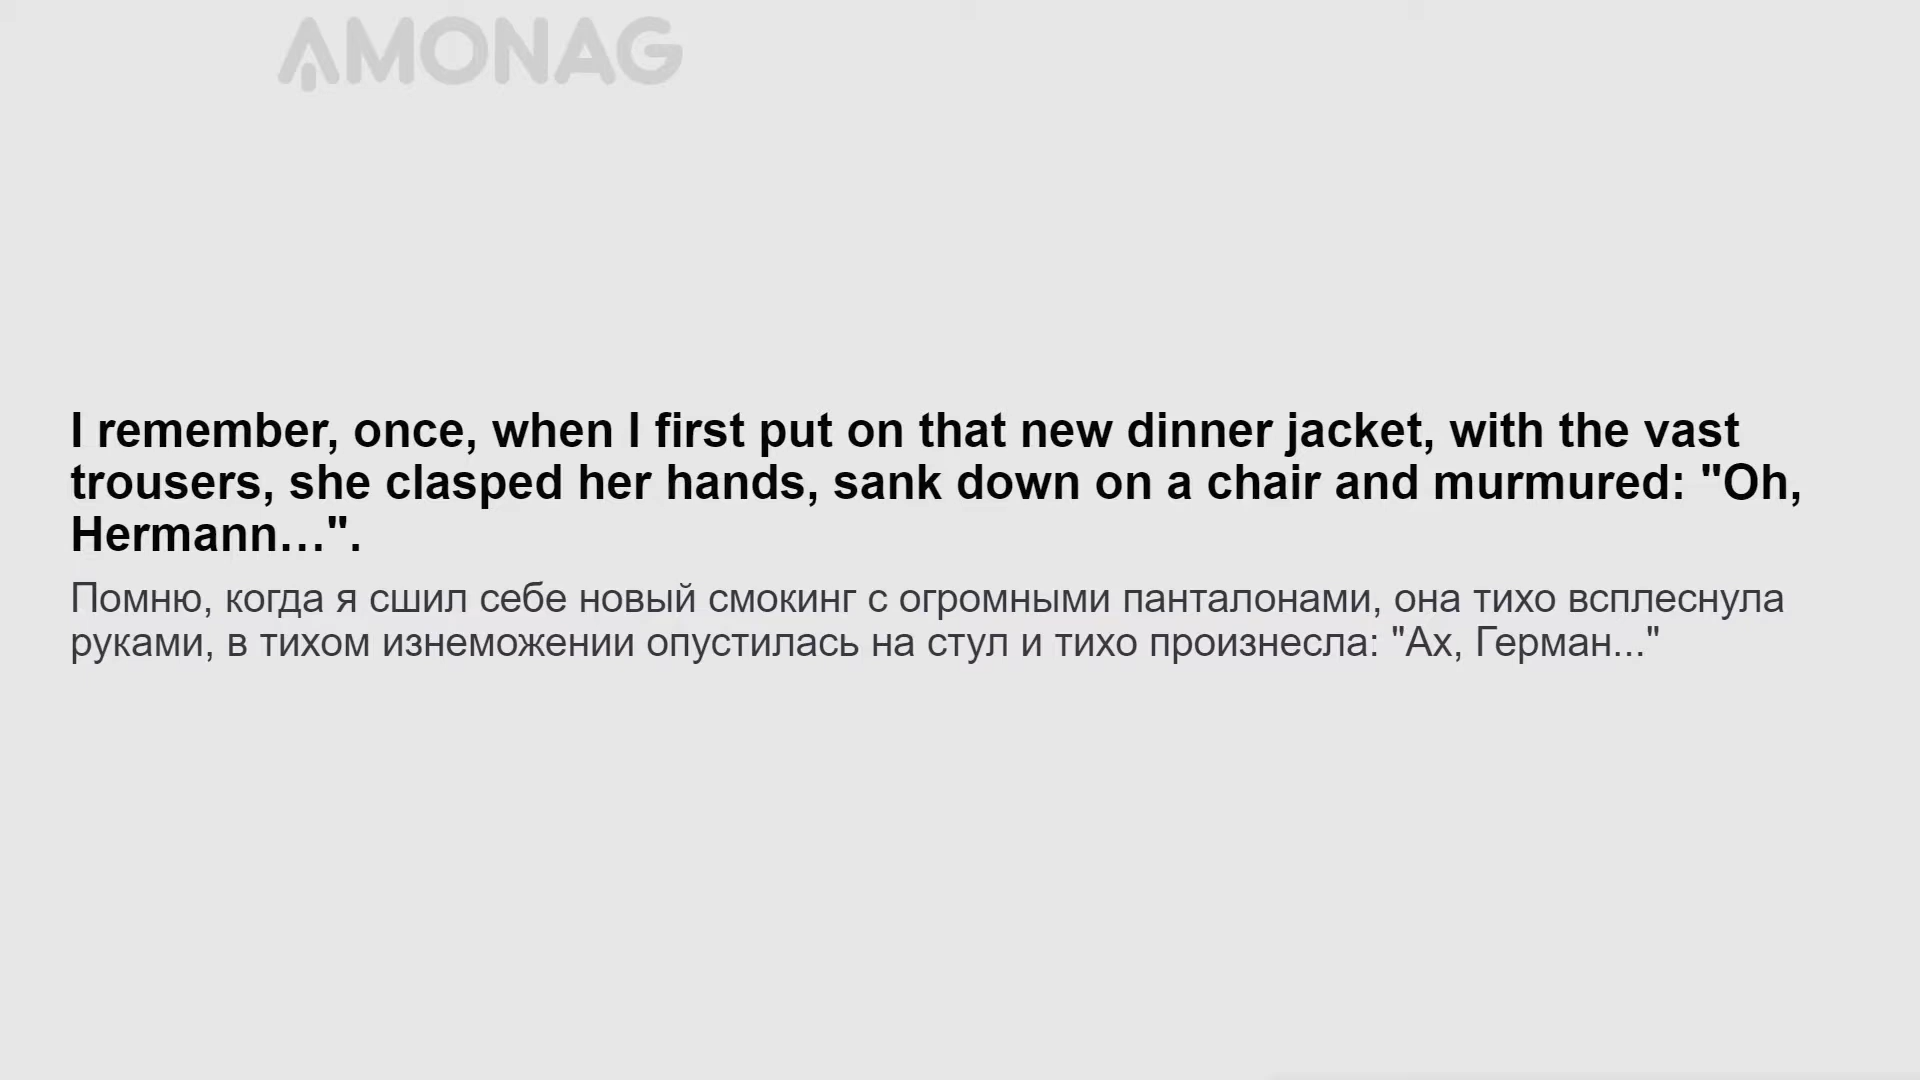 AMONAG
I remember, once, when I first put on that new dinner jacket, with the vast
trousers, she clasped her hands, sank down on a chair and murmured: "Oh,
Hermann…".
Помню, когда я сшил себе новый смокинг с огромными панталонами, она тихо всплеснула
руками, в тихом изнеможении опустилась на стул и тихо произнесла: "Ах, Герман..."